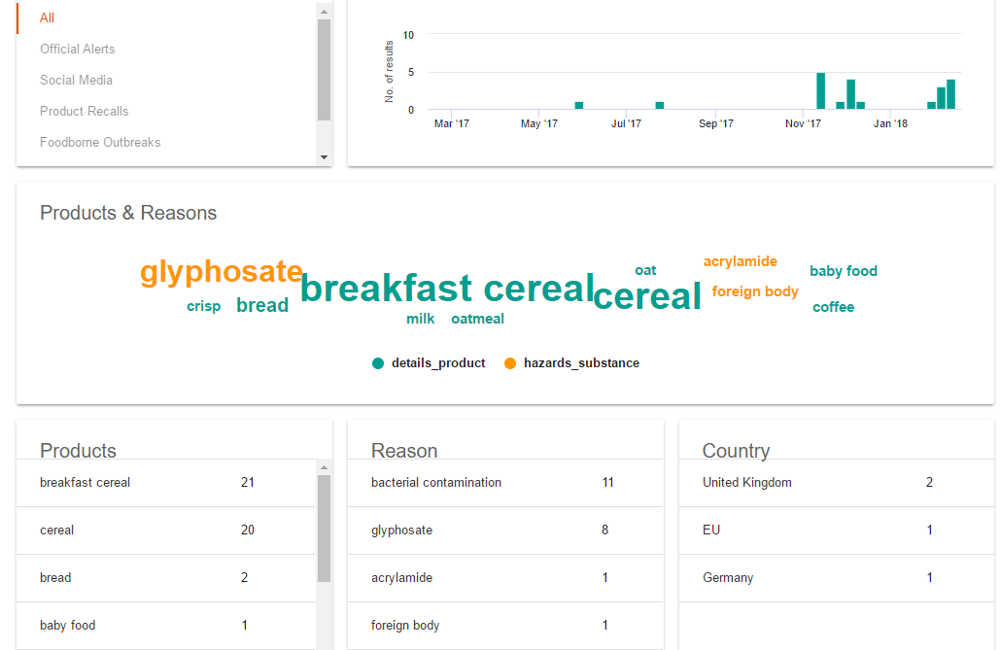 All
Official Alerts
Social Media
Product Recalls
Foodborne Outbreaks
No. of results
10
5
0
Mar '17 May '17 Jul '17 Sep '17 Nov '17 Jan '18
Products & Reasons
glyphosate
breakfast cereal
cereal
crisp
bread
milk
oatmeal
oat
acrylamide
foreign body
baby food
coffee
details_product hazards_substance
Products
breakfast cereal 21
cereal 20
bread 2
baby food 1
Reason
bacterial contamination 11
glyphosate 8
acrylamide 1
foreign body 1
Country
United Kingdom 2
EU 1
Germany 1